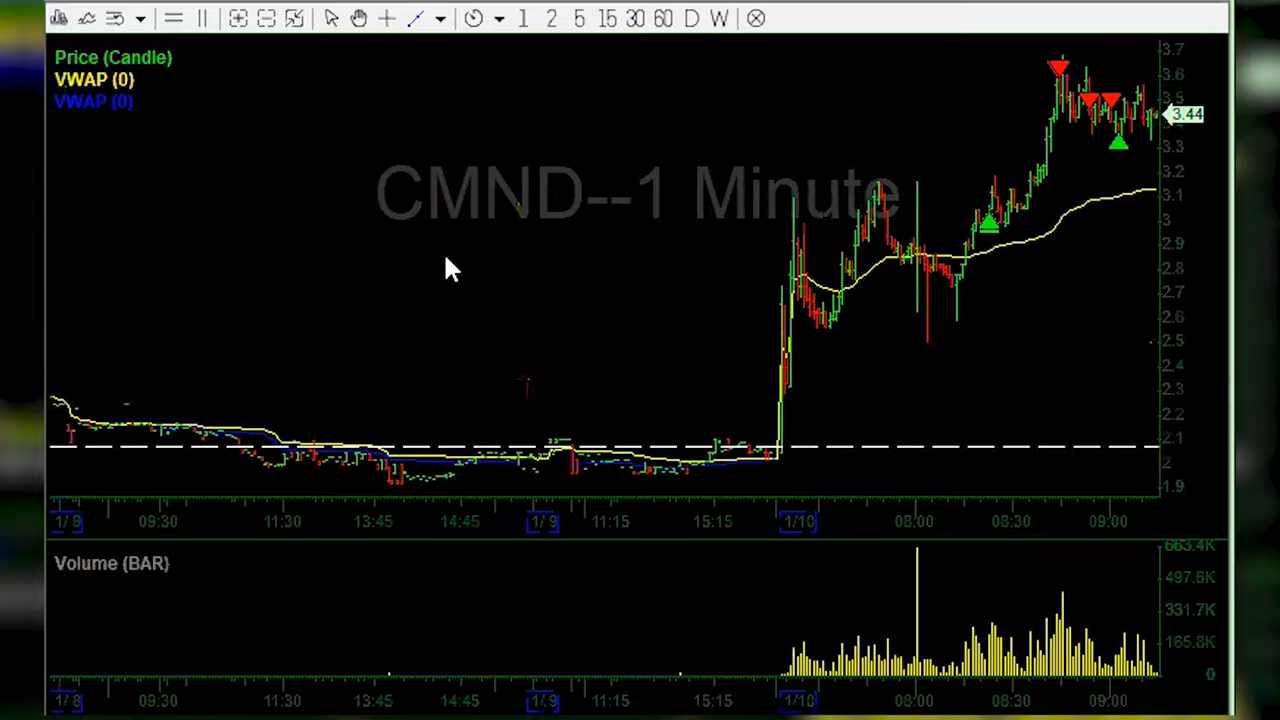 1 2 5 15 30 60 D W
Price (Candle)
VWAP (0)
VWAP (0)
CMND--1 Minute
3.7
3.6
3.5
3.44
3.3
3.2
3.1
3
2.9
2.8
2.7
2.6
2.5
2.4
2.3
2.2
2.1
2
1.9
1/8 09:30 11:30 13:45 14:45 1/9 11:15 15:15 1/10 08:00 08:30 09:00
Volume (BAR)
663.4K
497.6K
331.7K
165.8K
0
1/8 09:30 11:30 13:45 14:45 1/9 11:15 15:15 1/10 08:00 08:30 09:00